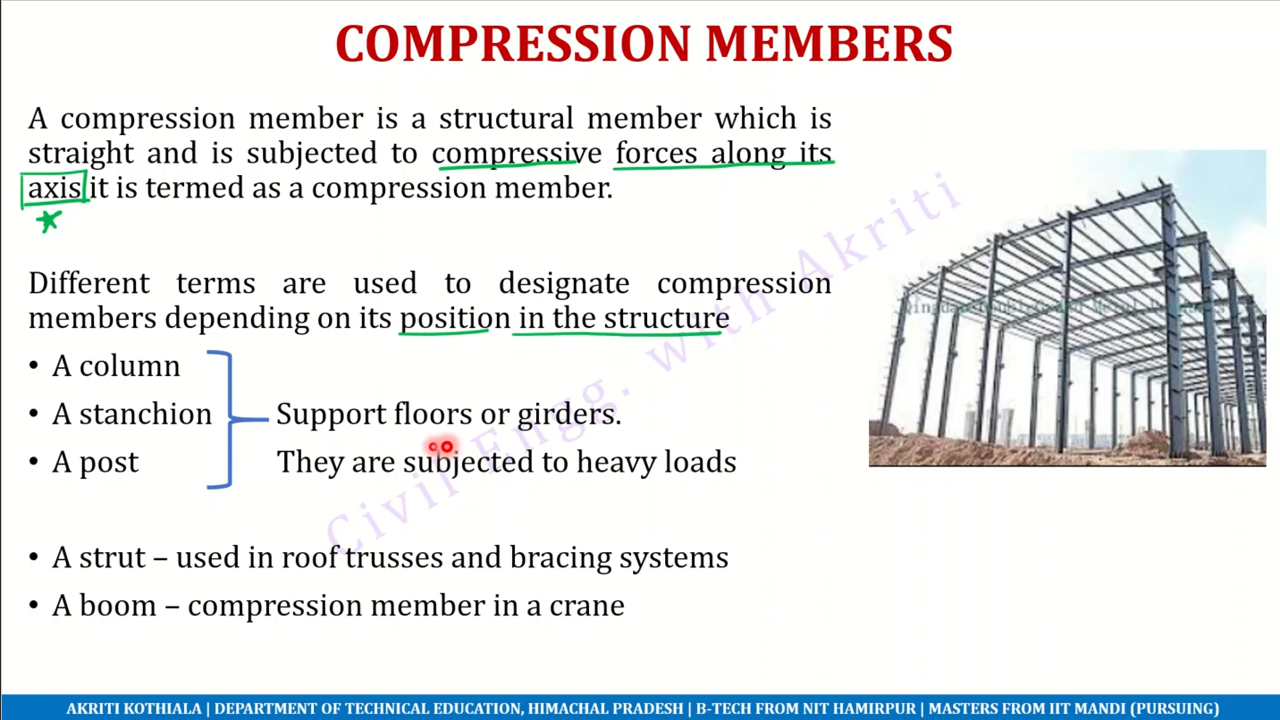 COMPRESSION MEMBERS
A compression member is a structural member which is
straight and is subjected to compressive forces along its
axis it is termed as a compression member.
Different terms are used to designate compression
members depending on its position in the structure
• A column
• A stanchion
Support floors or girders.
• A post
They are subjected to heavy loads
• A strut – used in roof trusses and bracing systems
• A boom – compression member in a crane
Civil Engg. with Akriti
AKRITI KOTHIALA | DEPARTMENT OF TECHNICAL EDUCATION, HIMACHAL PRADESH | B-TECH FROM NIT HAMIRPUR | MASTERS FROM IIT MANDI (PURSUING)